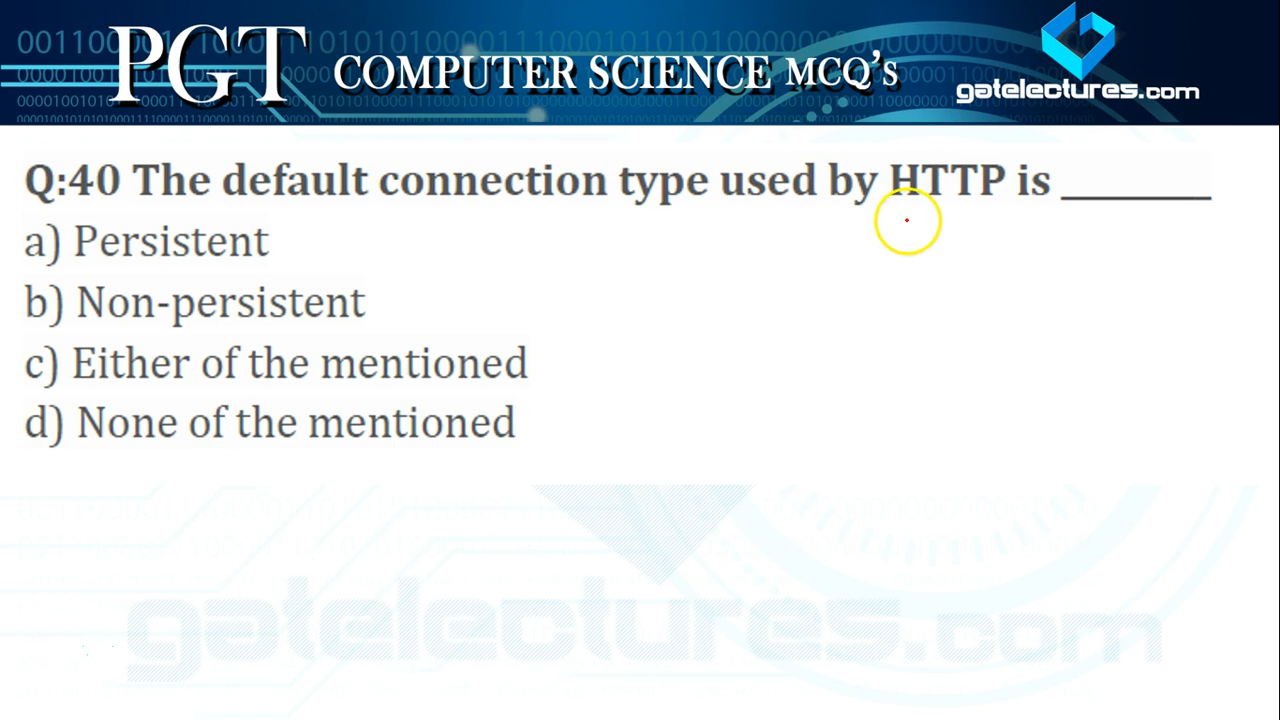 PGT COMPUTER SCIENCE MCQ's
gatelectures.com
Q:40 The default connection type used by HTTP is ________
a) Persistent
b) Non-persistent
c) Either of the mentioned
d) None of the mentioned
gatelectures.com